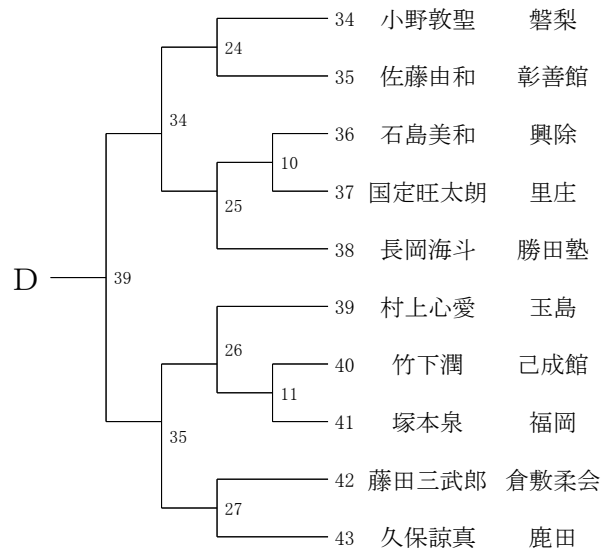 34 小野敦聖 磐梨
24
35 佐藤由和 彰善館
34
36 石島美和 興除
10
37 国定旺太朗 里庄
25
38 長岡海斗 勝田塾
D 39
39 村上心愛 玉島
26
40 竹下潤 己成館
11
41 塚本泉 福岡
35
42 藤田三武郎 倉敷柔会
27
43 久保諒真 鹿田